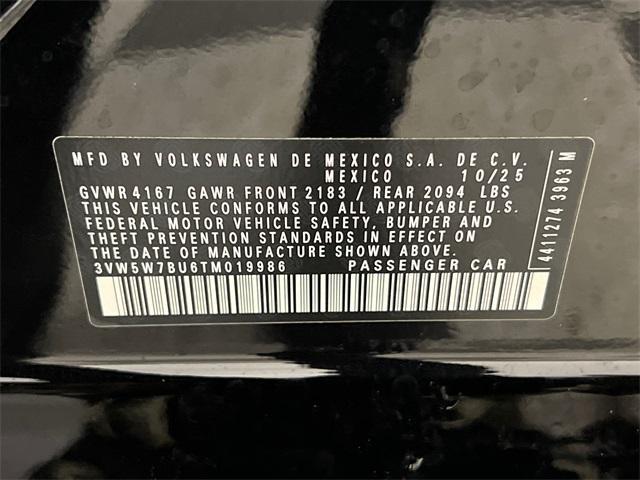 MFD BY VOLKSWAGEN DE MEXICO S.A. DE C.V.
MEXICO 10/25
GVWR 4167 GAWR FRONT 2183 / REAR 2094 LBS
THIS VEHICLE CONFORMS TO ALL APPLICABLE U.S.
FEDERAL MOTOR VEHICLE SAFETY, BUMPER AND
THEFT PREVENTION STANDARDS IN EFFECT ON
THE DATE OF MANUFACTURE SHOWN ABOVE.
3VW5W7BU6TM019986 PASSENGER CAR
4411274 3963 M